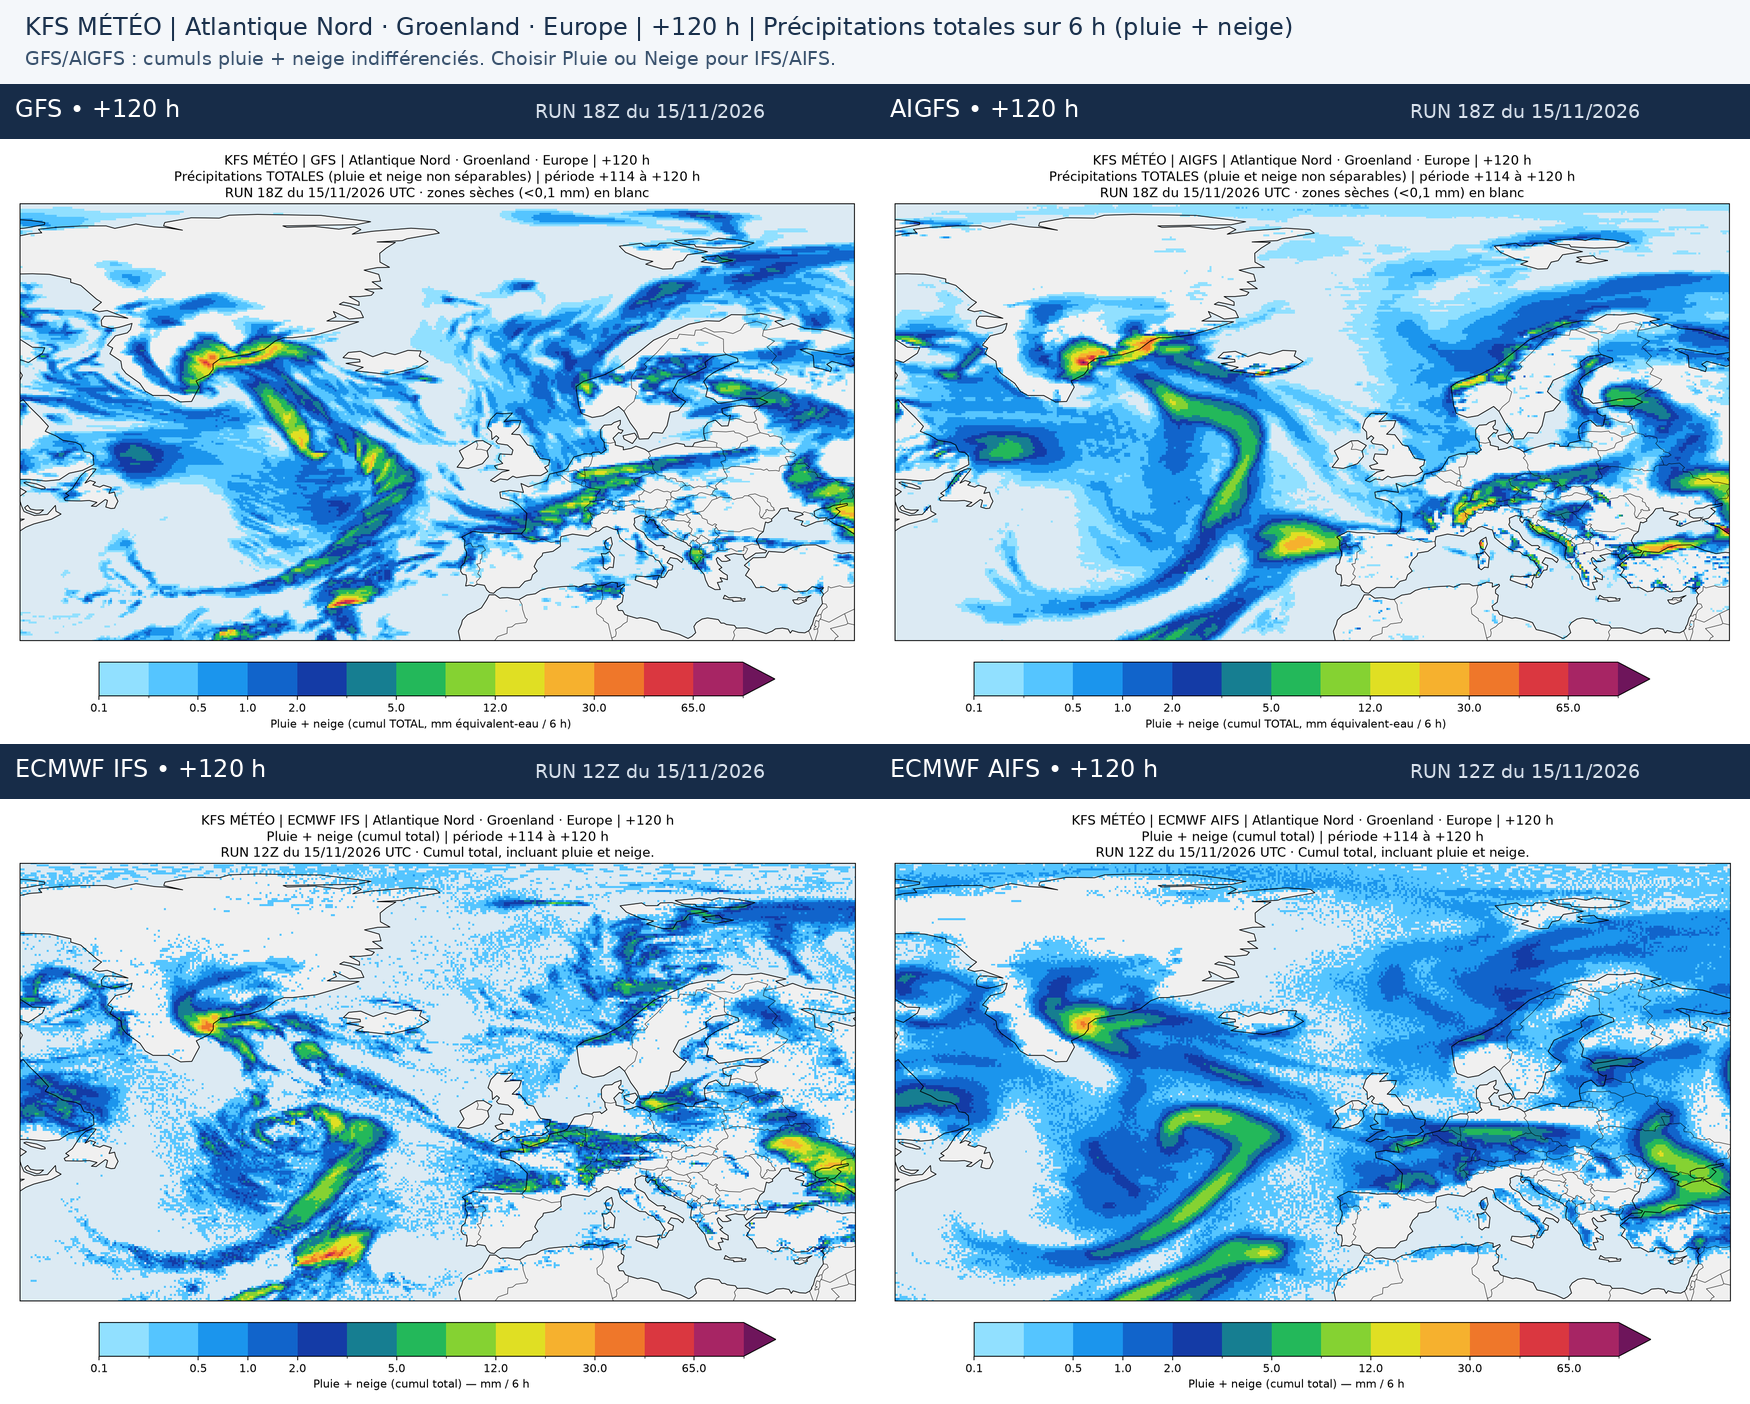 KFS MÉTÉO | Atlantique Nord · Groenland · Europe | +120 h | Précipitations totales sur 6 h (pluie + neige)
GFS/AIGFS : cumuls pluie + neige indifférenciés. Choisir Pluie ou Neige pour IFS/AIFS.
GFS • +120 h RUN 18Z du 15/11/2026
KFS MÉTÉO | GFS | Atlantique Nord · Groenland · Europe | +120 h
Précipitations TOTALES (pluie et neige non séparables) | période +114 à +120 h
RUN 18Z du 15/11/2026 UTC · zones sèches (<0,1 mm) en blanc
0.1 0.5 1.0 2.0 5.0 12.0 30.0 65.0
Pluie + neige (cumul TOTAL, mm équivalent-eau / 6 h)
AIGFS • +120 h RUN 18Z du 15/11/2026
KFS MÉTÉO | AIGFS | Atlantique Nord · Groenland · Europe | +120 h
Précipitations TOTALES (pluie et neige non séparables) | période +114 à +120 h
RUN 18Z du 15/11/2026 UTC · zones sèches (<0,1 mm) en blanc
0.1 0.5 1.0 2.0 5.0 12.0 30.0 65.0
Pluie + neige (cumul TOTAL, mm équivalent-eau / 6 h)
ECMWF IFS • +120 h RUN 12Z du 15/11/2026
KFS MÉTÉO | ECMWF IFS | Atlantique Nord · Groenland · Europe | +120 h
Pluie + neige (cumul total) | période +114 à +120 h
RUN 12Z du 15/11/2026 UTC · Cumul total, incluant pluie et neige.
0.1 0.5 1.0 2.0 5.0 12.0 30.0 65.0
Pluie + neige (cumul total) — mm / 6 h
ECMWF AIFS • +120 h RUN 12Z du 15/11/2026
KFS MÉTÉO | ECMWF AIFS | Atlantique Nord · Groenland · Europe | +120 h
Pluie + neige (cumul total) | période +114 à +120 h
RUN 12Z du 15/11/2026 UTC · Cumul total, incluant pluie et neige.
0.1 0.5 1.0 2.0 5.0 12.0 30.0 65.0
Pluie + neige (cumul total) — mm / 6 h